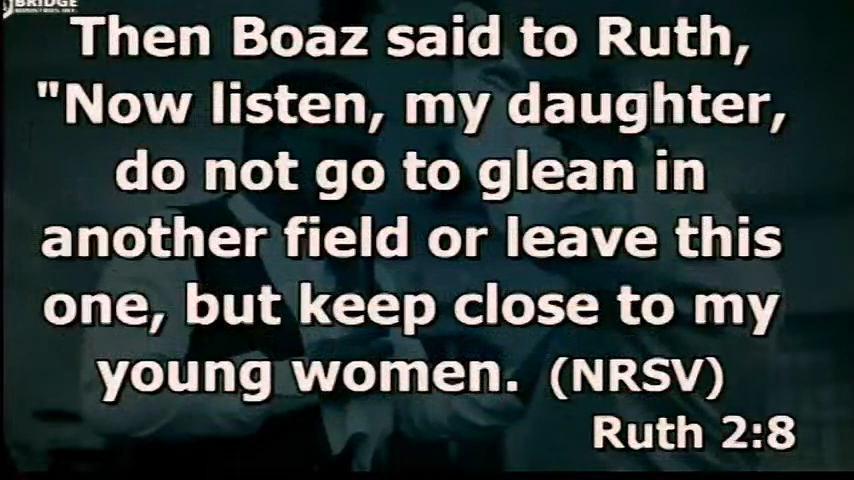 BRIDGE
Then Boaz said to Ruth,
"Now listen, my daughter,
do not go to glean in
another field or leave this
one, but keep close to my
young women. (NRSV)
Ruth 2:8